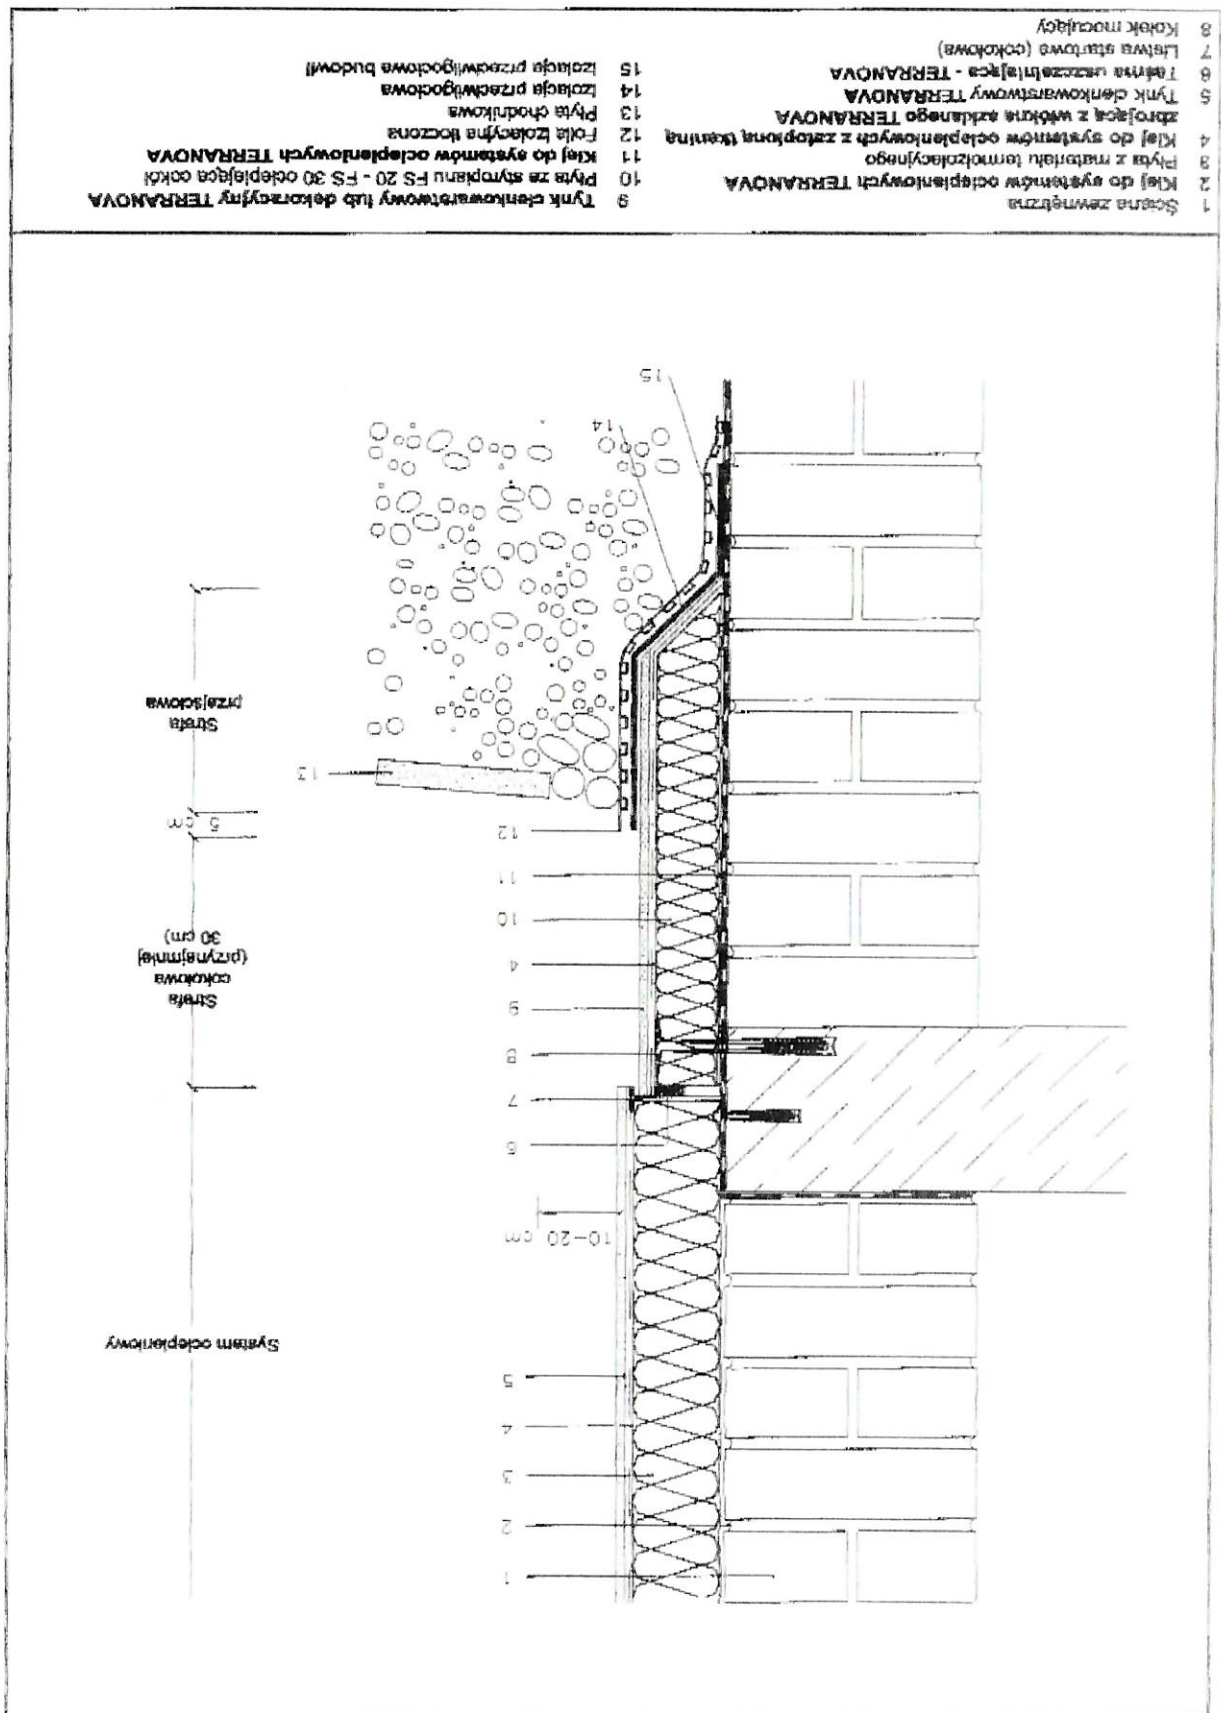 1
2
3
4
5
System ociepleniowy
10-20 cm
6
7
8
9
4
10
11
12
Strefa
cokołowa
(przynajmniej
30 cm)
5 cm
13
Strefa
przejściowa
14
15
1 Ściana zewnętrzna
2 Klej do systemów ociepleniowych TERRANOVA
3 Płyta z materiału termoizolacyjnego
4 Klej do systemów ociepleniowych z zatopioną tkaniną
zbrojącą z włókna szklanego TERRANOVA
5 Tynk cienkowarstwowy TERRANOVA
6 Taśma uszczelniająca - TERRANOVA
7 Listwa startowa (cokołowa)
8 Kołek mocujący
9 Tynk cienkowarstwowy lub dekoracyjny TERRANOVA
10 Płyta ze styropianu FS 20 - FS 30 ocieplająca cokół
11 Klej do systemów ociepleniowych TERRANOVA
12 Folia izolacyjna tłoczona
13 Płyta chodnikowa
14 Izolacja przeciwwilgociowa
15 Izolacja przeciwwilgociowa budowli